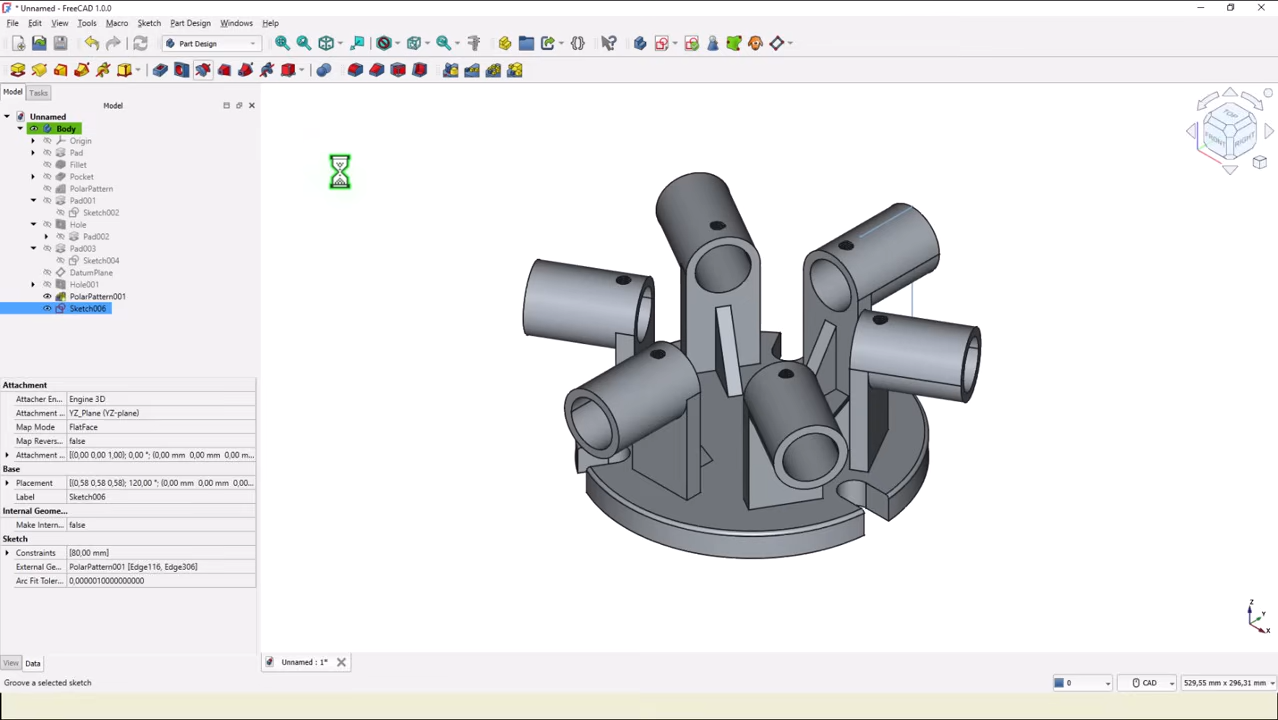 * Unnamed - FreeCAD 1.0.0
File Edit View Tools Macro Sketch Part Design Windows Help
Part Design
Model Tasks
Model
Unnamed
Body
Origin
Pad
Fillet
Pocket
PolarPattern
Pad001
Sketch002
Hole
Pad002
Pad003
Sketch004
DatumPlane
Hole001
PolarPattern001
Sketch006
TOP
FRONT
RIGHT
Attachment
Attacher En... Engine 3D
Attachment ... YZ_Plane (YZ-plane)
Map Mode FlatFace
Map Revers... false
Attachment ... [(0,00 0,00 1,00); 0,00 °; (0,00 mm 0,00 mm 0,00 m...
Base
Placement [(0,58 0,58 0,58); 120,00 °; (0,00 mm 0,00 mm 0,00...
Label Sketch006
Internal Geome...
Make Intern... false
Sketch
Constraints [80,00 mm]
External Ge... PolarPattern001 [Edge116, Edge306]
Arc Fit Toler... 0,0000010000000000
Z
Y
X
View Data
Unnamed : 1*
Groove a selected sketch
0
CAD
529,55 mm x 296,31 mm